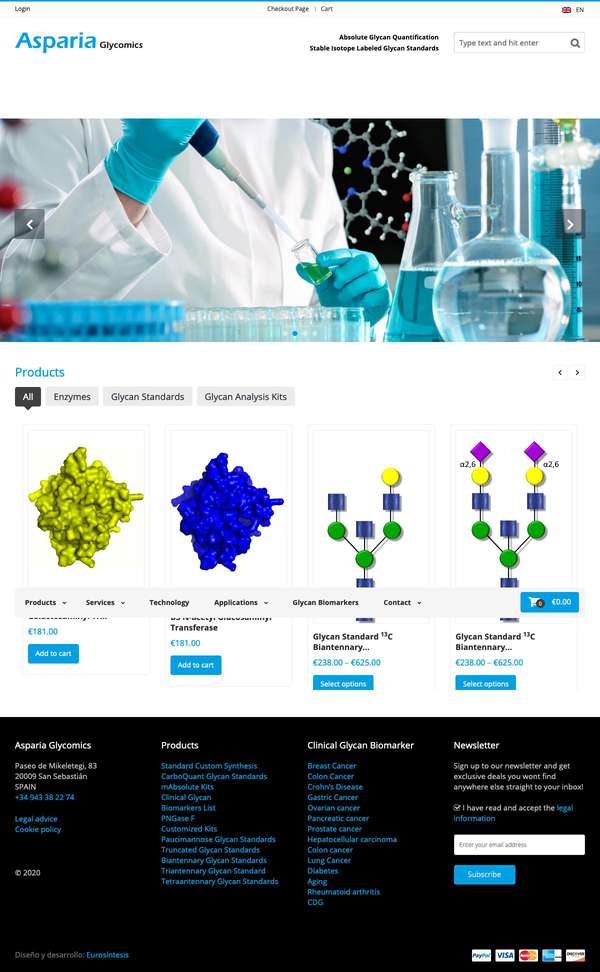 Login
Checkout Page | Cart
EN
Asparia Glycomics
Absolute Glycan Quantification
Stable Isotope Labeled Glycan Standards
Type text and hit enter
Products
All
Enzymes
Glycan Standards
Glycan Analysis Kits
α2,6
α2,6
Products
Services
Technology
Applications
Glycan Biomarkers
Contact
0
€0.00
€181.00
Add to cart
Transferase
€181.00
Add to cart
Glycan Standard 13C
Biantennary...
€238.00 – €625.00
Select options
Glycan Standard 13C
Biantennary...
€238.00 – €625.00
Select options
Asparia Glycomics
Paseo de Mikeletegi, 83
20009 San Sebastián
SPAIN
+34 943 38 22 74
Legal advice
Cookie policy
© 2020
Products
Standard Custom Synthesis
CarboQuant Glycan Standards
mAbsolute Kits
Clinical Glycan
Biomarkers List
PNGase F
Customized Kits
Paucimannose Glycan Standards
Truncated Glycan Standards
Biantennary Glycan Standards
Triantennary Glycan Standard
Tetraantennary Glycan Standards
Clinical Glycan Biomarker
Breast Cancer
Colon Cancer
Crohn's Disease
Gastric Cancer
Ovarian cancer
Pancreatic cancer
Prostate cancer
Hepatocellular carcinoma
Colon cancer
Lung Cancer
Diabetes
Aging
Rheumatoid arthritis
CDG
Newsletter
Sign up to our newsletter and get
exclusive deals you wont find
anywhere else straight to your inbox!
I have read and accept the legal
information
Enter your email address
Subscribe
Diseño y desarrollo: Eurosíntesis
PayPal
VISA